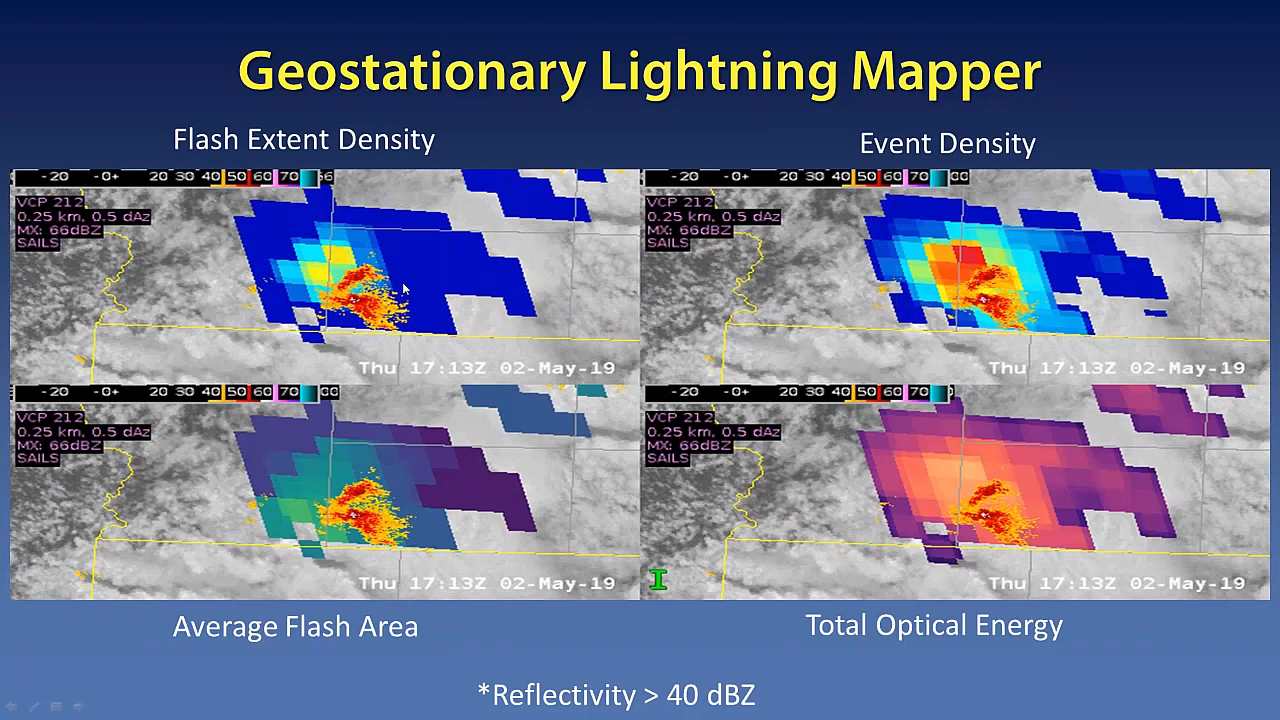 Geostationary Lightning Mapper
Flash Extent Density
Event Density
-20 -0+ 20 30 40 50 60 70 66
VCP 212
0.25 km, 0.5 dAz
MX: 66dBZ
SAILS
Thu 17:13Z 02-May-19
-20 -0+ 20 30 40 50 60 70 00
VCP 212
0.25 km, 0.5 dAz
MX: 66dBZ
SAILS
Thu 17:13Z 02-May-19
-20 -0+ 20 30 40 50 60 70 00
VCP 212
0.25 km, 0.5 dAz
MX: 66dBZ
SAILS
Thu 17:13Z 02-May-19
-20 -0+ 20 30 40 50 60 70
VCP 212
0.25 km, 0.5 dAz
MX: 66dBZ
SAILS
I
Thu 17:13Z 02-May-19
Average Flash Area
Total Optical Energy
*Reflectivity > 40 dBZ